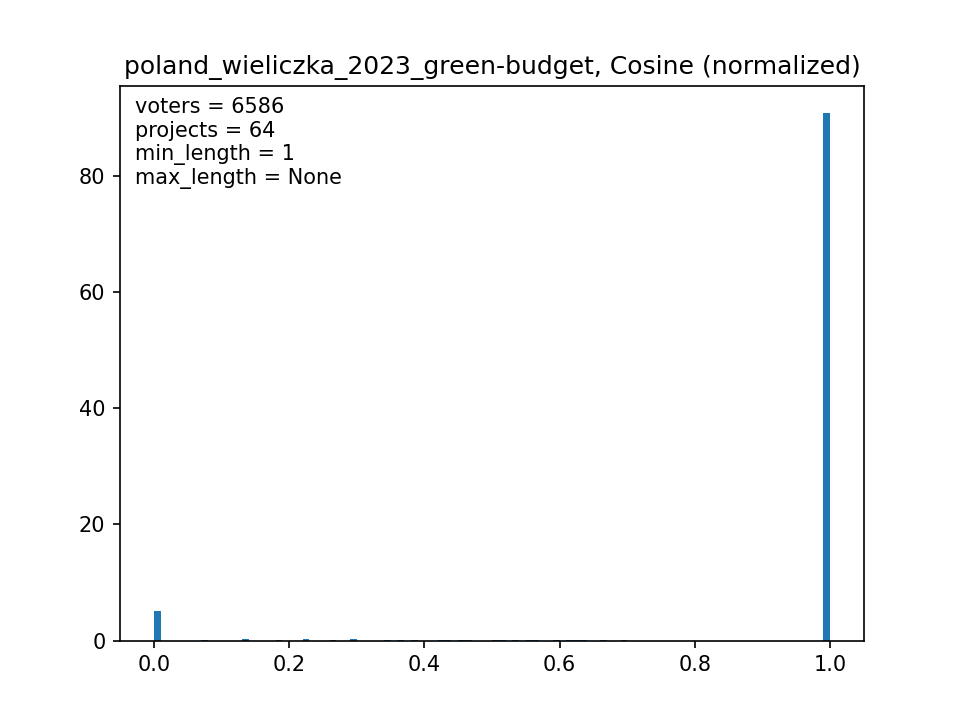 poland_wieliczka_2023_green-budget, Cosine (normalized)
voters = 6586
projects = 64
min_length = 1
max_length = None
80
60
40
20
0
0.0 0.2 0.4 0.6 0.8 1.0